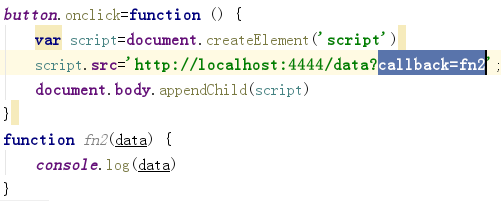 button.onclick=function () {
    var script=document.createElement('script')
    script.src='http://localhost:4444/data?callback=fn2';
    document.body.appendChild(script)
}
function fn2(data) {
    console.log(data)
}